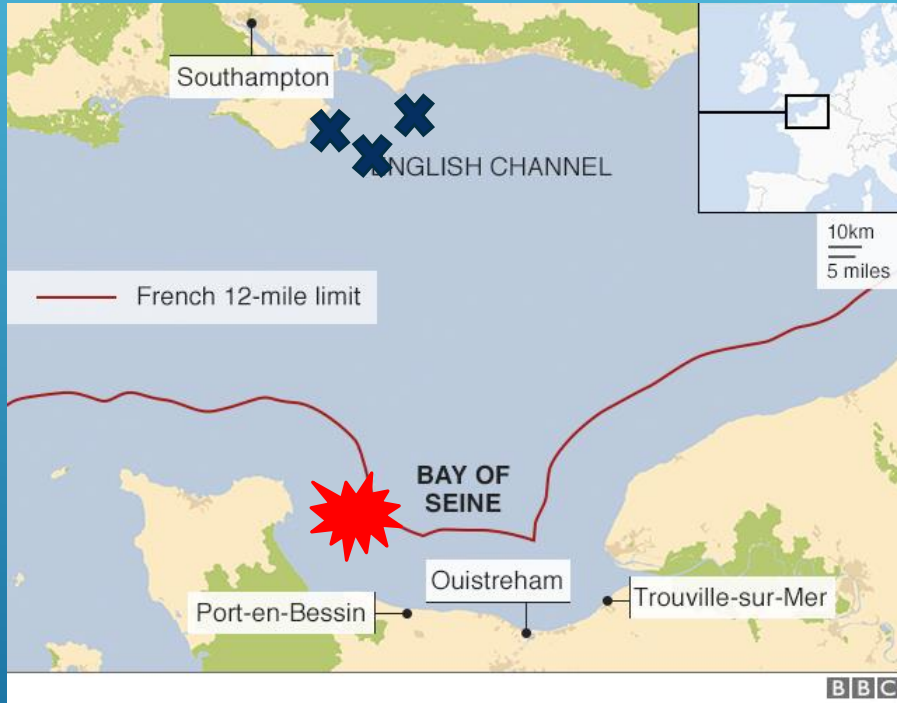 Southampton
ENGLISH CHANNEL
10km
5 miles
French 12-mile limit
BAY OF
SEINE
Ouistreham
Port-en-Bessin
Trouville-sur-Mer
BBC